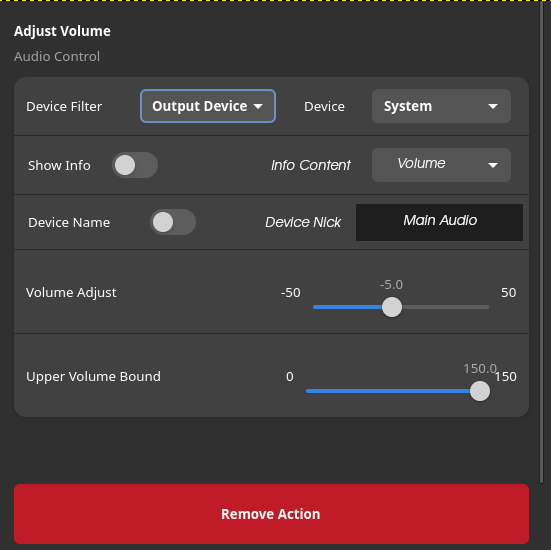 Adjust Volume
Audio Control
Device Filter Output Device Device System
Show Info Info Content Volume
Device Name Device Nick Main Audio
-5.0
Volume Adjust -50 50
150.0
Upper Volume Bound 0 150
Remove Action